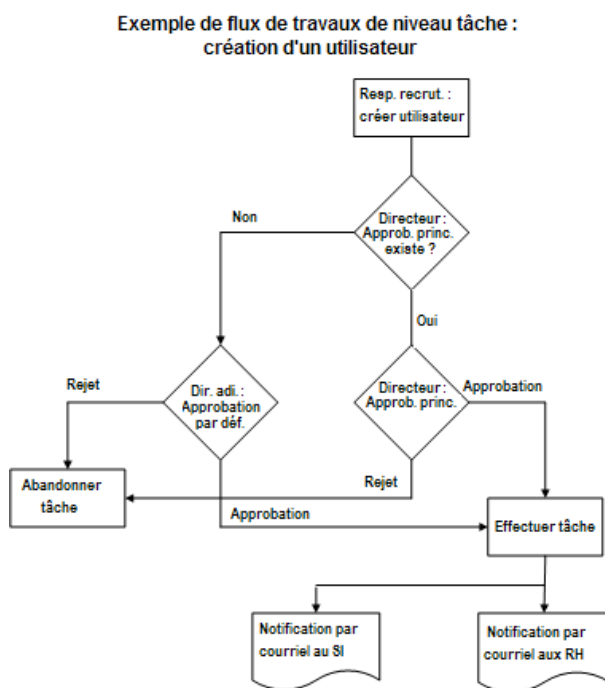 Exemple de flux de travaux de niveau tâche :
création d'un utilisateur
Resp. recrut. :
créer utilisateur
Directeur :
Approb. princ.
existe ?
Non
Oui
Dir. adj.:
Approbation
par déf.
Rejet
Directeur :
Approb. princ.
Approbation
Abandonner
tâche
Rejet
Approbation
Effectuer tâche
Notification par
courriel au SI
Notification par
courriel aux RH